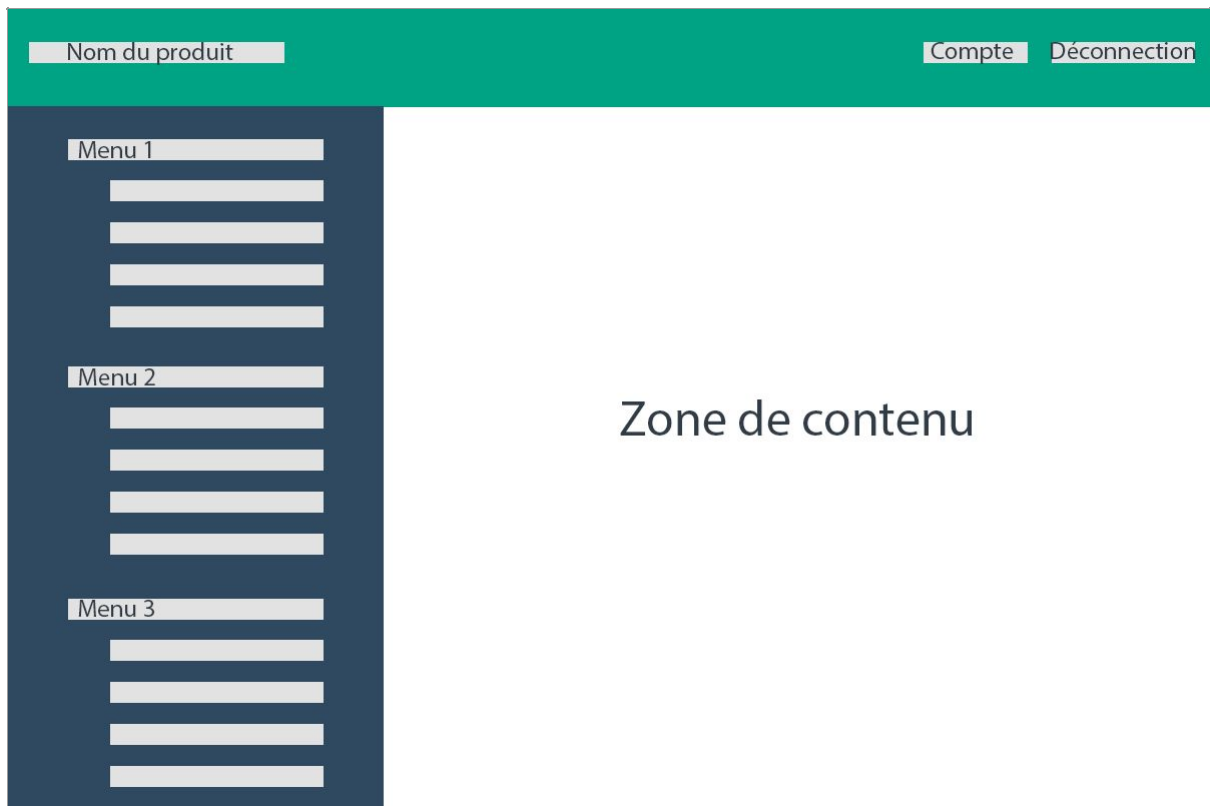 Nom du produit
Compte
Déconnection
Menu 1
Menu 2
Zone de contenu
Menu 3